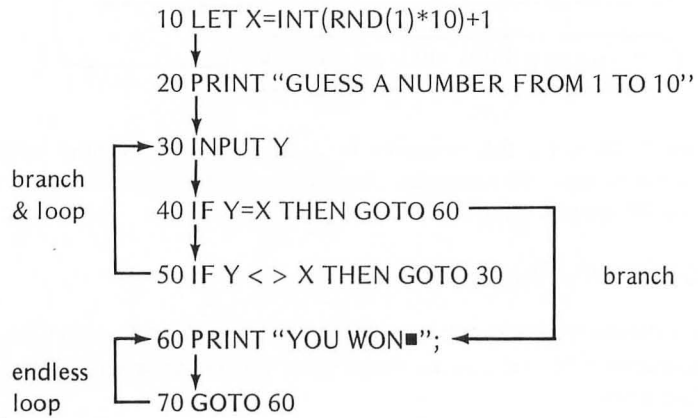 10 LET X=INT(RND(1)*10)+1
20 PRINT “GUESS A NUMBER FROM 1 TO 10”
30 INPUT Y
branch
& loop
40 IF Y=X THEN GOTO 60
50 IF Y < > X THEN GOTO 30
branch
60 PRINT “YOU WON■”;
endless
loop
70 GOTO 60